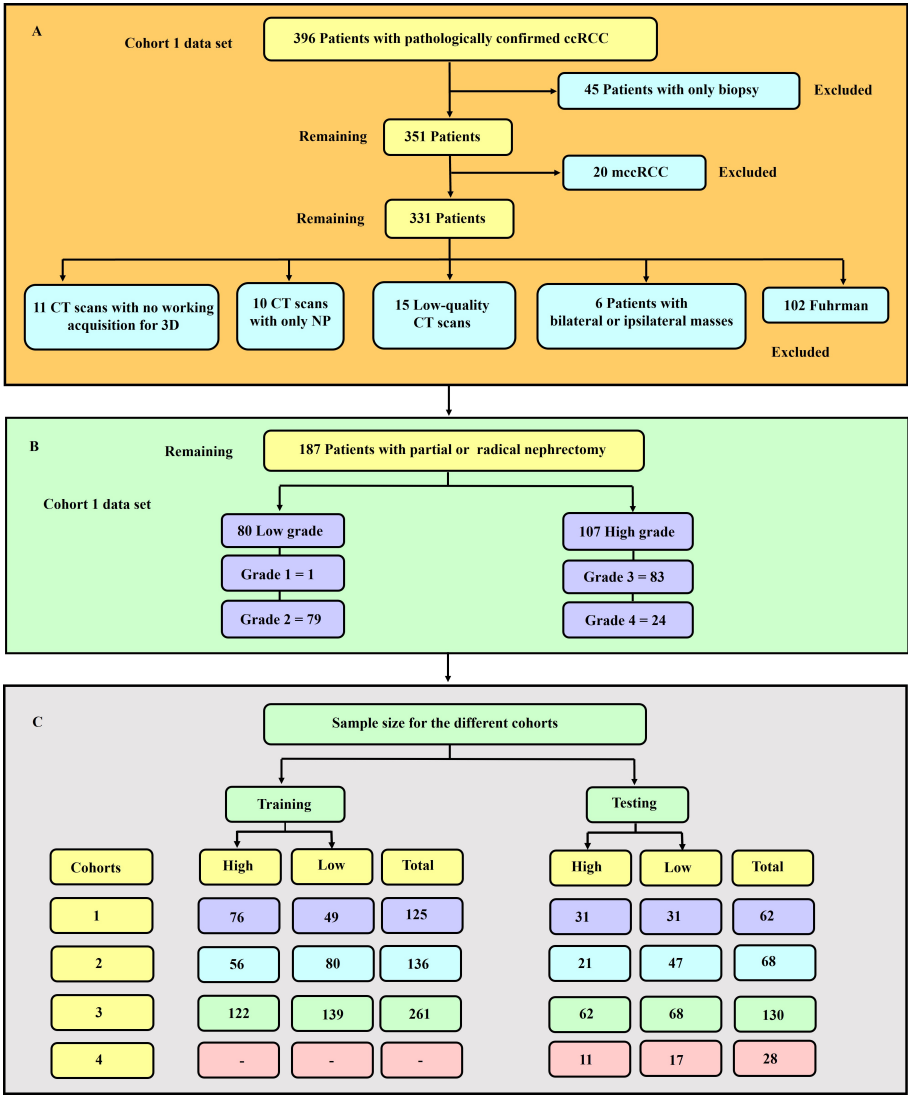 A
Cohort 1 data set
396 Patients with pathologically confirmed ccRCC
45 Patients with only biopsy
Excluded
Remaining
351 Patients
20 mccRCC
Excluded
Remaining
331 Patients
11 CT scans with no working
acquisition for 3D
10 CT scans
with only NP
15 Low-quality
CT scans
6 Patients with
bilateral or ipsilateral masses
102 Fuhrman
Excluded
B
Remaining
187 Patients with partial or radical nephrectomy
Cohort 1 data set
80 Low grade
Grade 1 = 1
Grade 2 = 79
107 High grade
Grade 3 = 83
Grade 4 = 24
C
Sample size for the different cohorts
Training
Testing
Cohorts
High
Low
Total
High
Low
Total
1
76
49
125
31
31
62
2
56
80
136
21
47
68
3
122
139
261
62
68
130
4
-
-
-
11
17
28